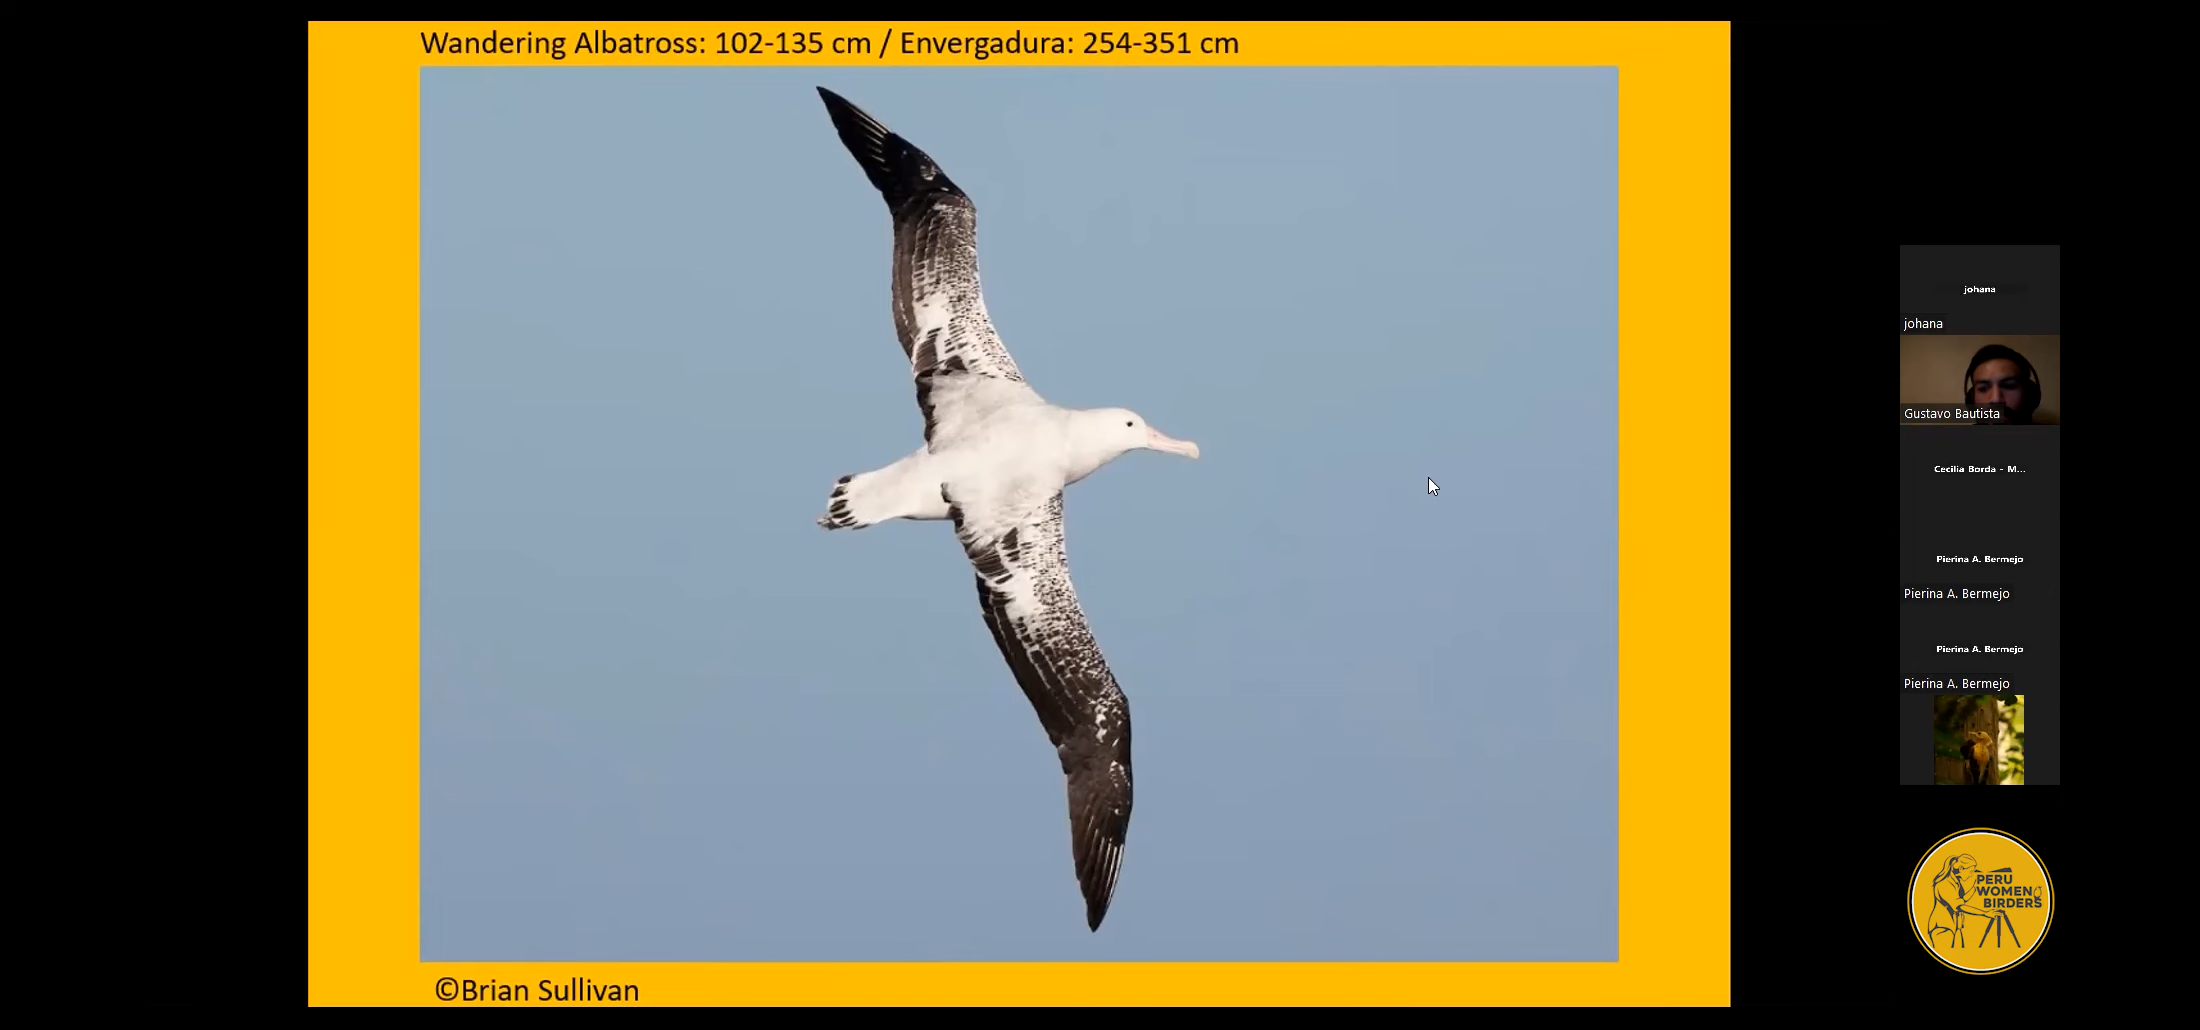 Wandering Albatross: 102-135 cm / Envergadura: 254-351 cm
©Brian Sullivan
johana
johana
Gustavo Bautista
Cecilia Borda - M...
Pierina A. Bermejo
Pierina A. Bermejo
Pierina A. Bermejo
Pierina A. Bermejo
PERU
WOMEN
BIRDERS